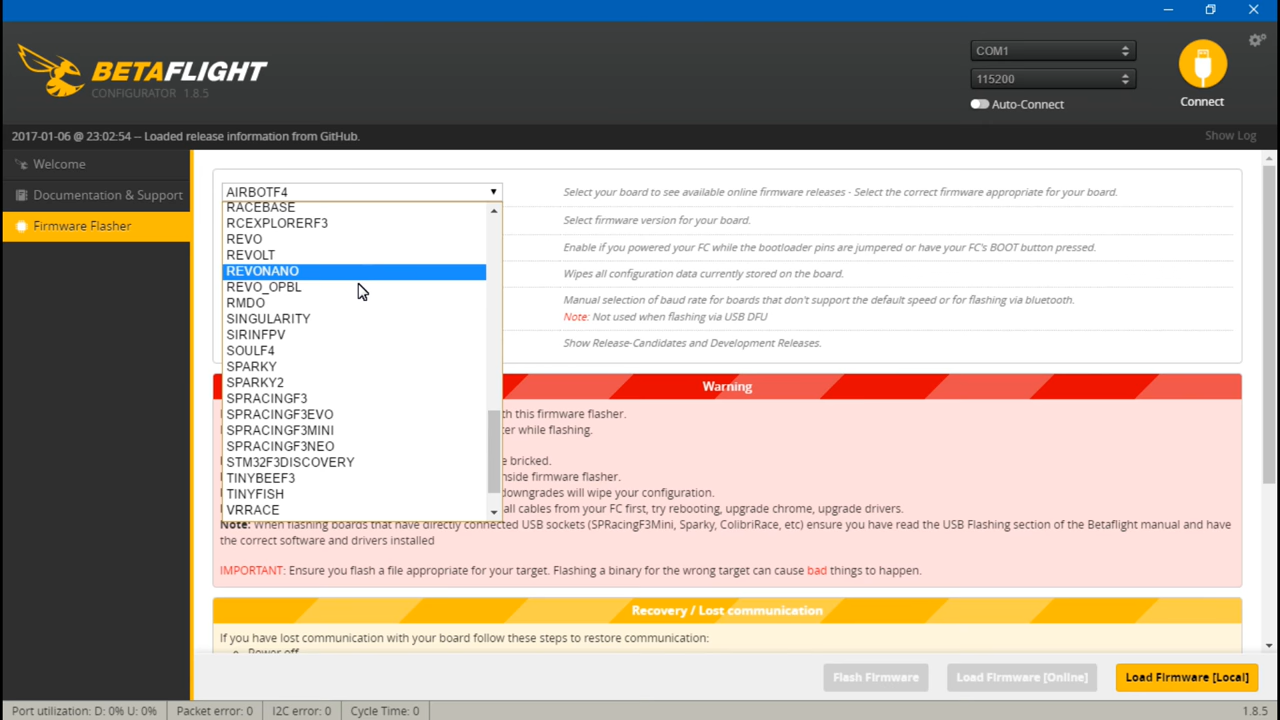 BETAFLIGHT
CONFIGURATOR 1.8.5
COM1
115200
Auto-Connect
Connect
2017-01-06 @ 23:02:54 -- Loaded release information from GitHub.
Show Log
Welcome
Documentation & Support
Firmware Flasher
AIRBOTF4
Select your board to see available online firmware releases - Select the correct firmware appropriate for your board.
RACEBASE
RCEXPLORERF3
Select firmware version for your board.
REVO
REVOLT
Enable if you powered your FC while the bootloader pins are jumpered or have your FC's BOOT button pressed.
REVONANO
Wipes all configuration data currently stored on the board.
REVO_OPBL
RMDO
Manual selection of baud rate for boards that don't support the default speed or for flashing via bluetooth.
SINGULARITY
Note: Not used when flashing via USB DFU
SIRINFPV
SOULF4
Show Release-Candidates and Development Releases.
SPARKY
SPARKY2
Warning
SPRACINGF3
SPRACINGF3EVO
th this firmware flasher.
SPRACINGF3MINI
ter while flashing.
SPRACINGF3NEO
STM32F3DISCOVERY
e bricked.
TINYBEEF3
nside firmware flasher.
TINYFISH
downgrades will wipe your configuration.
VRRACE
all cables from your FC first, try rebooting, upgrade chrome, upgrade drivers.
Note: When flashing boards that have directly connected USB sockets (SPRacingF3Mini, Sparky, ColibriRace, etc) ensure you have read the USB Flashing section of the Betaflight manual and have
the correct software and drivers installed
IMPORTANT: Ensure you flash a file appropriate for your target. Flashing a binary for the wrong target can cause bad things to happen.
Recovery / Lost communication
If you have lost communication with your board follow these steps to restore communication:
Power off
Flash Firmware
Load Firmware [Online]
Load Firmware [Local]
Port utilization: D: 0% U: 0%
Packet error: 0
I2C error: 0
Cycle Time: 0
1.8.5